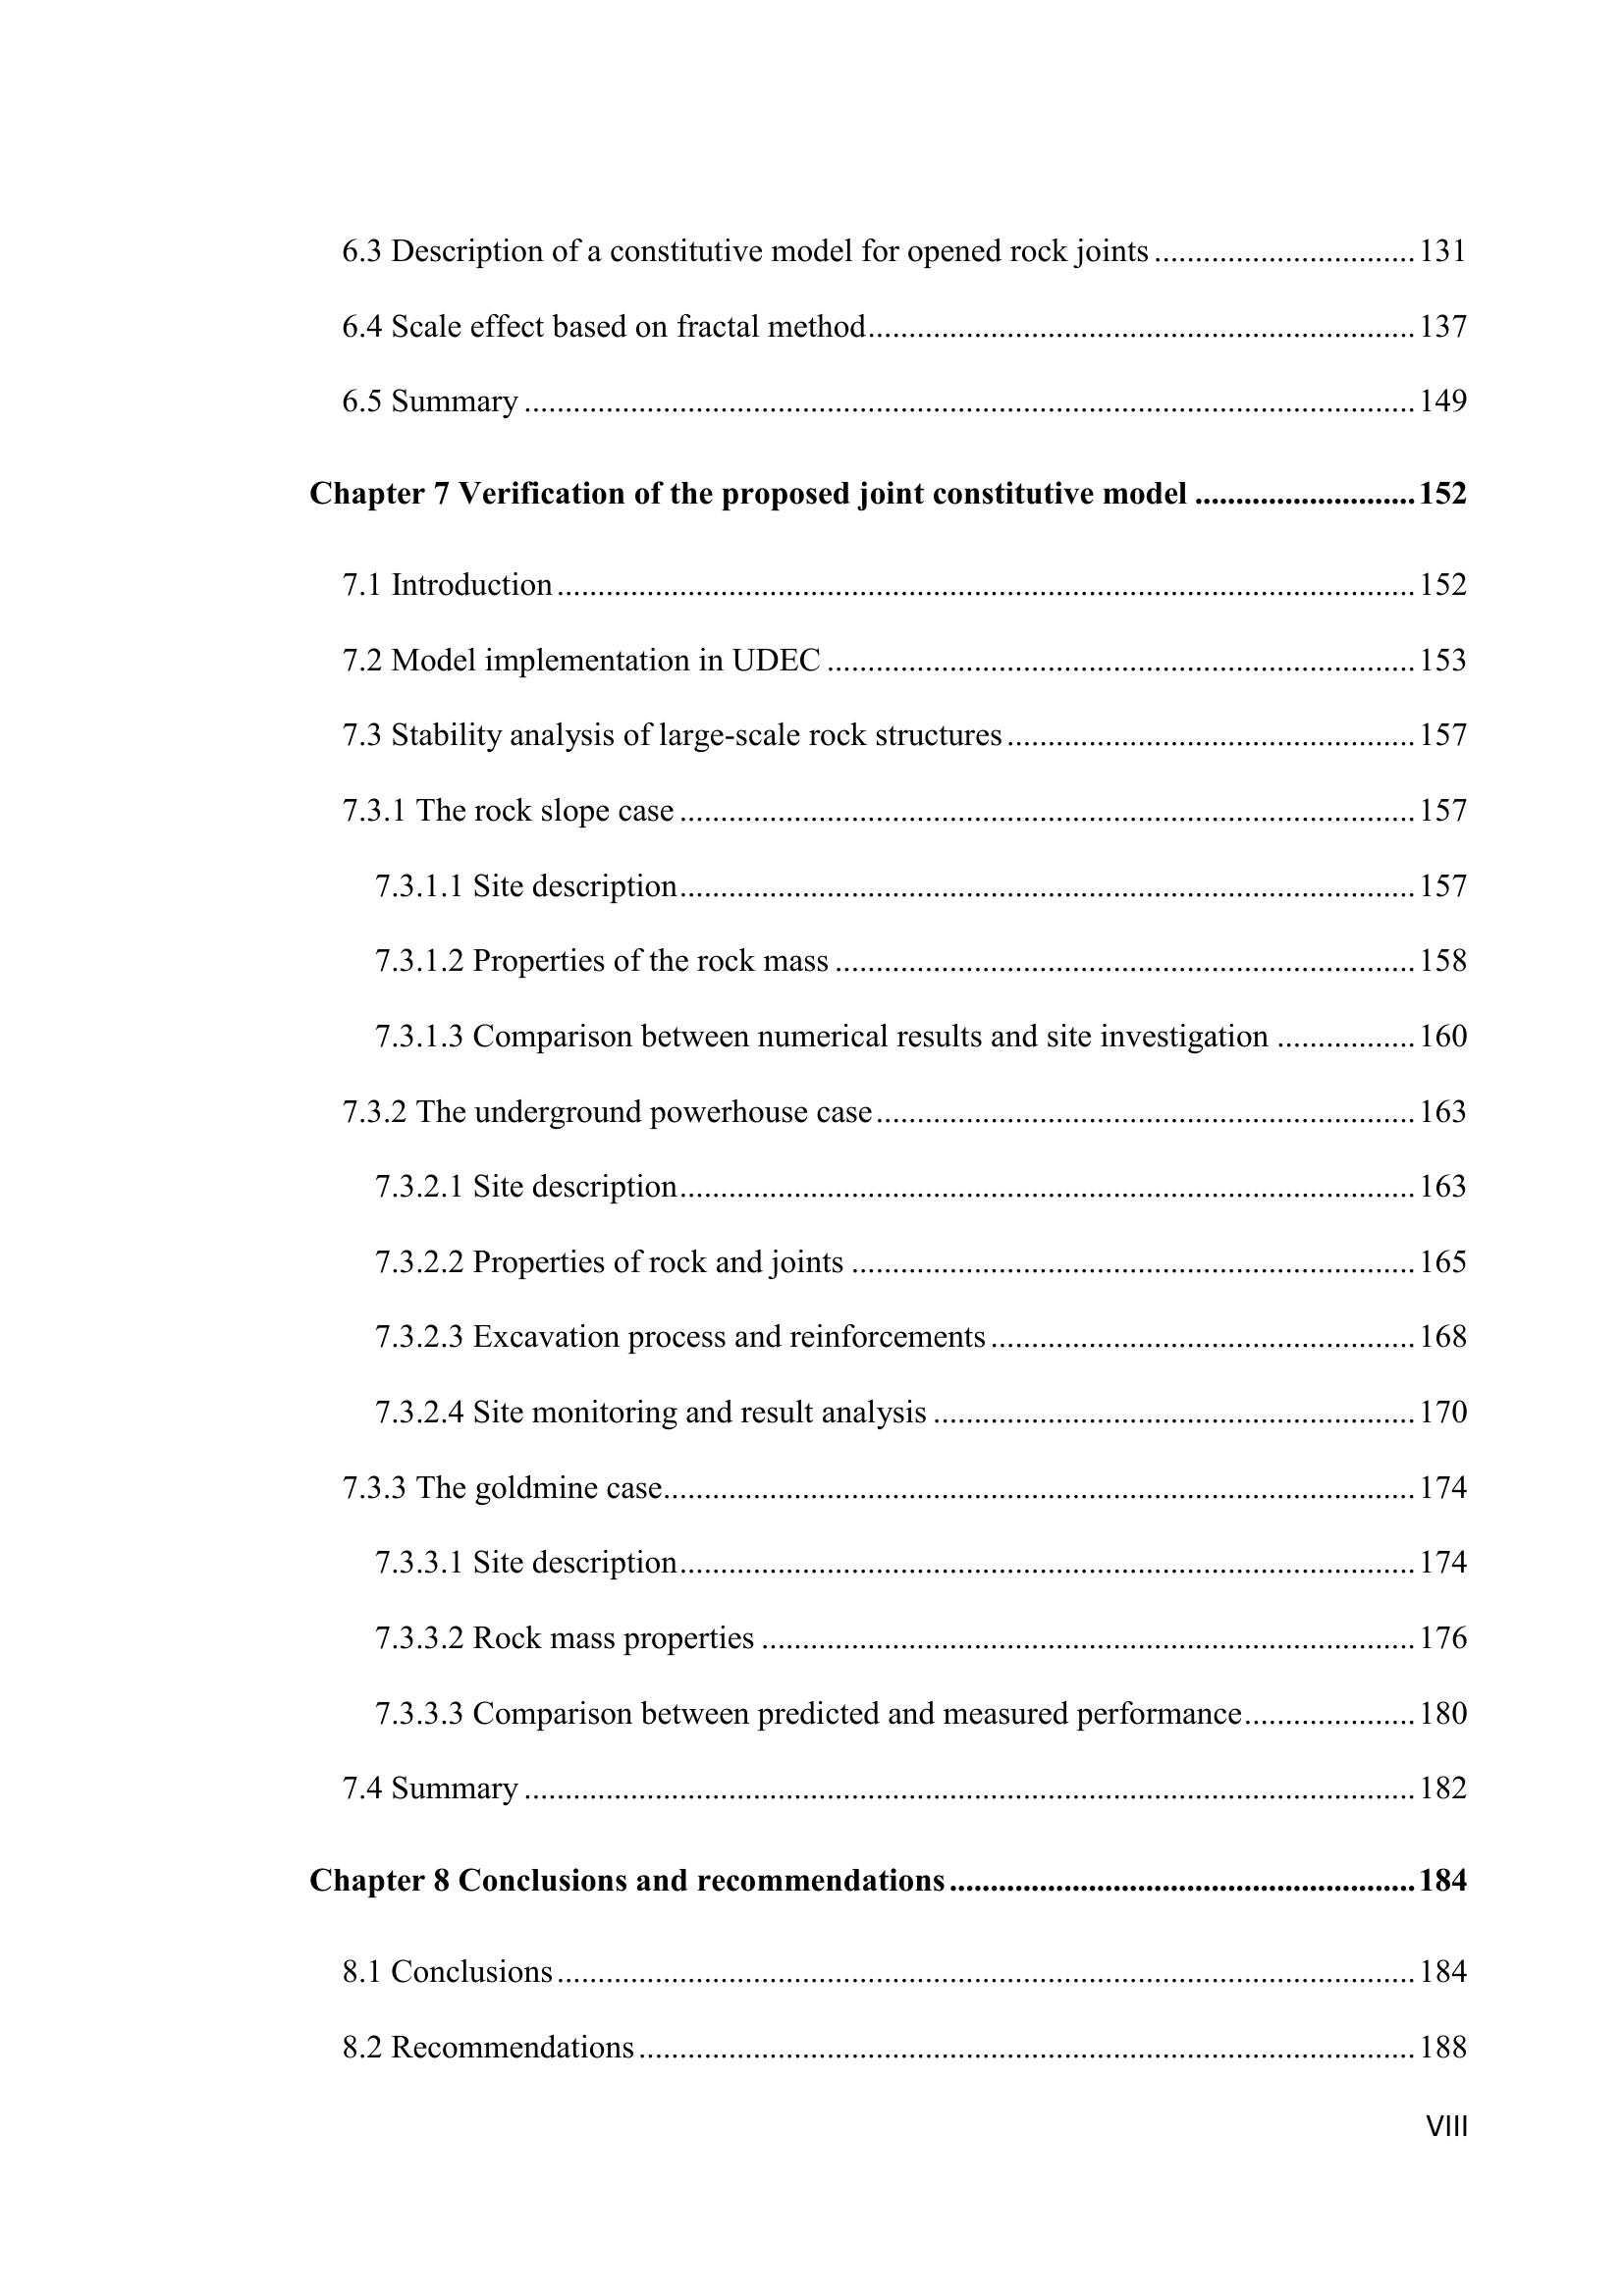 6.3 Description of a constitutive model for opened rock joints ................................ 131
6.4 Scale effect based on fractal method.................................................................... 137
6.5 Summary .............................................................................................................. 149
Chapter 7 Verification of the proposed joint constitutive model ........................... 152
7.1 Introduction .......................................................................................................... 152
7.2 Model implementation in UDEC ........................................................................ 153
7.3 Stability analysis of large-scale rock structures .................................................. 157
7.3.1 The rock slope case .......................................................................................... 157
7.3.1.1 Site description.......................................................................................... 157
7.3.1.2 Properties of the rock mass ....................................................................... 158
7.3.1.3 Comparison between numerical results and site investigation ................. 160
7.3.2 The underground powerhouse case .................................................................. 163
7.3.2.1 Site description.......................................................................................... 163
7.3.2.2 Properties of rock and joints ..................................................................... 165
7.3.2.3 Excavation process and reinforcements .................................................... 168
7.3.2.4 Site monitoring and result analysis ........................................................... 170
7.3.3 The goldmine case............................................................................................ 174
7.3.3.1 Site description.......................................................................................... 174
7.3.3.2 Rock mass properties ................................................................................ 176
7.3.3.3 Comparison between predicted and measured performance..................... 180
7.4 Summary .............................................................................................................. 182
Chapter 8 Conclusions and recommendations ......................................................... 184
8.1 Conclusions .......................................................................................................... 184
8.2 Recommendations ................................................................................................ 188
VIII